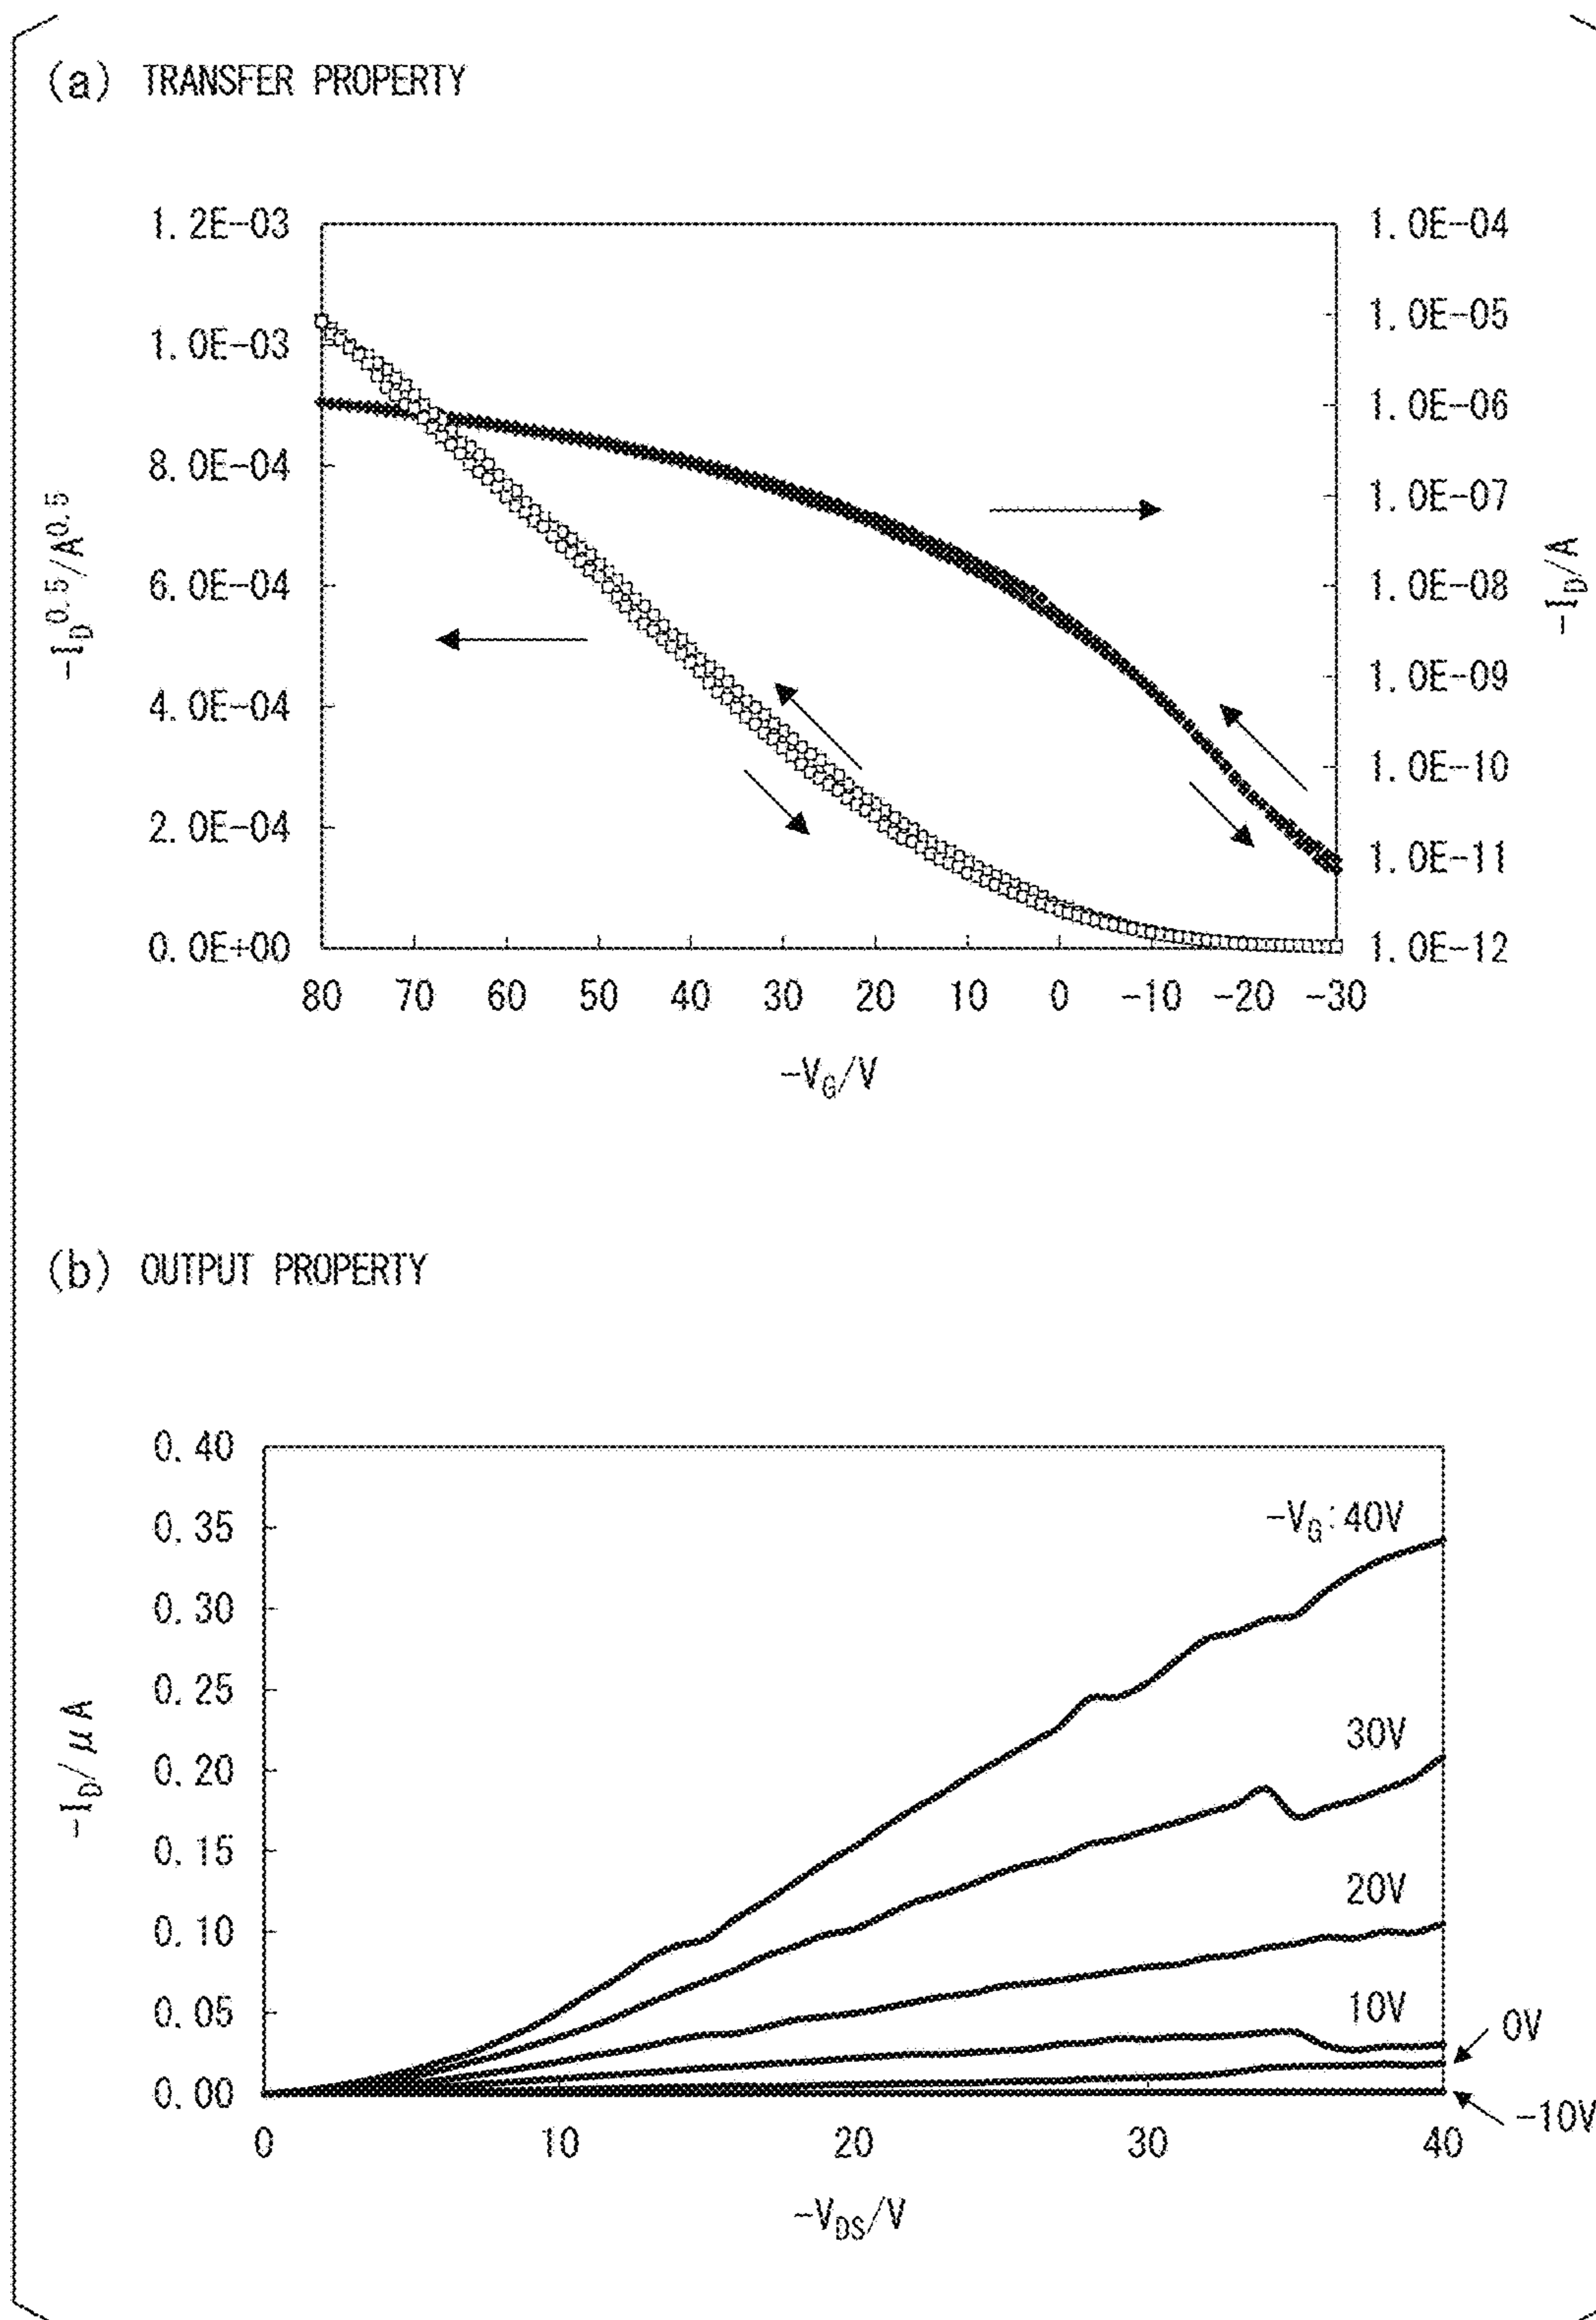 (a) TRANSFER PROPERTY
1.2E-03
1.0E-03
8.0E-04
6.0E-04
4.0E-04
2.0E-04
0.0E+00
-I_D^0.5/A^0.5
1.0E-04
1.0E-05
1.0E-06
1.0E-07
1.0E-08
1.0E-09
1.0E-10
1.0E-11
1.0E-12
-I_D/A
80 70 60 50 40 30 20 10 0 -10 -20 -30
-V_G/V
(b) OUTPUT PROPERTY
0.40
0.35
0.30
0.25
0.20
0.15
0.10
0.05
0.00
-I_D/μA
-V_G:40V
30V
20V
10V
0V
-10V
0 10 20 30 40
-V_DS/V